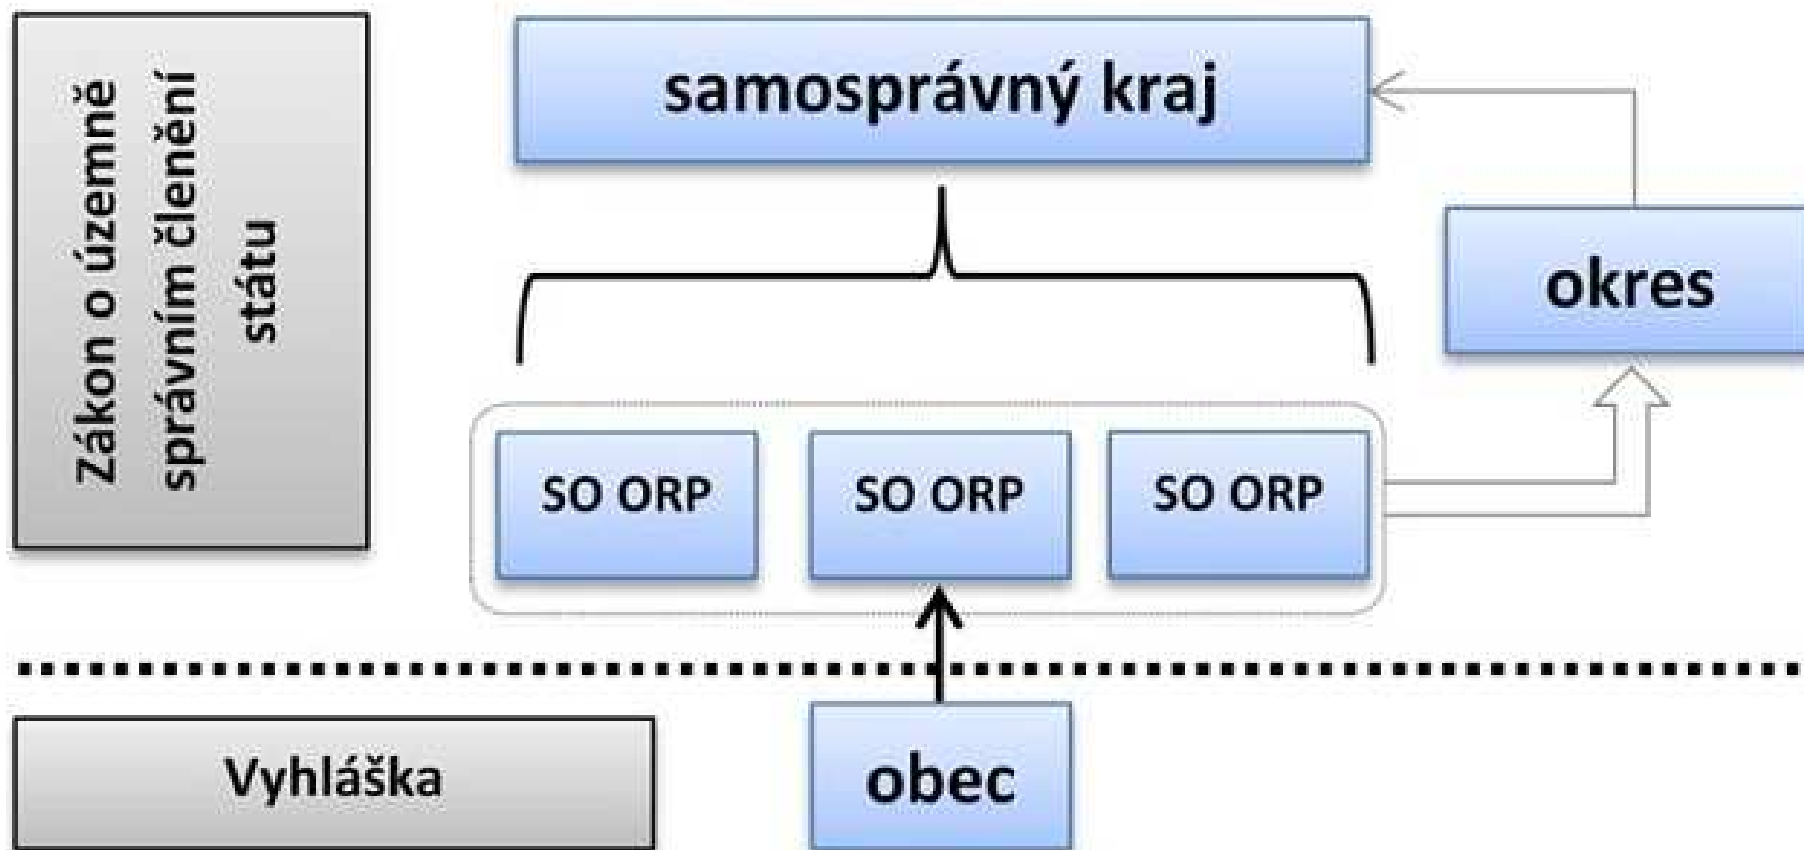 Zákon o územně
správním členění
státu
samosprávný kraj
okres
SO ORP
SO ORP
SO ORP
Vyhláška
obec